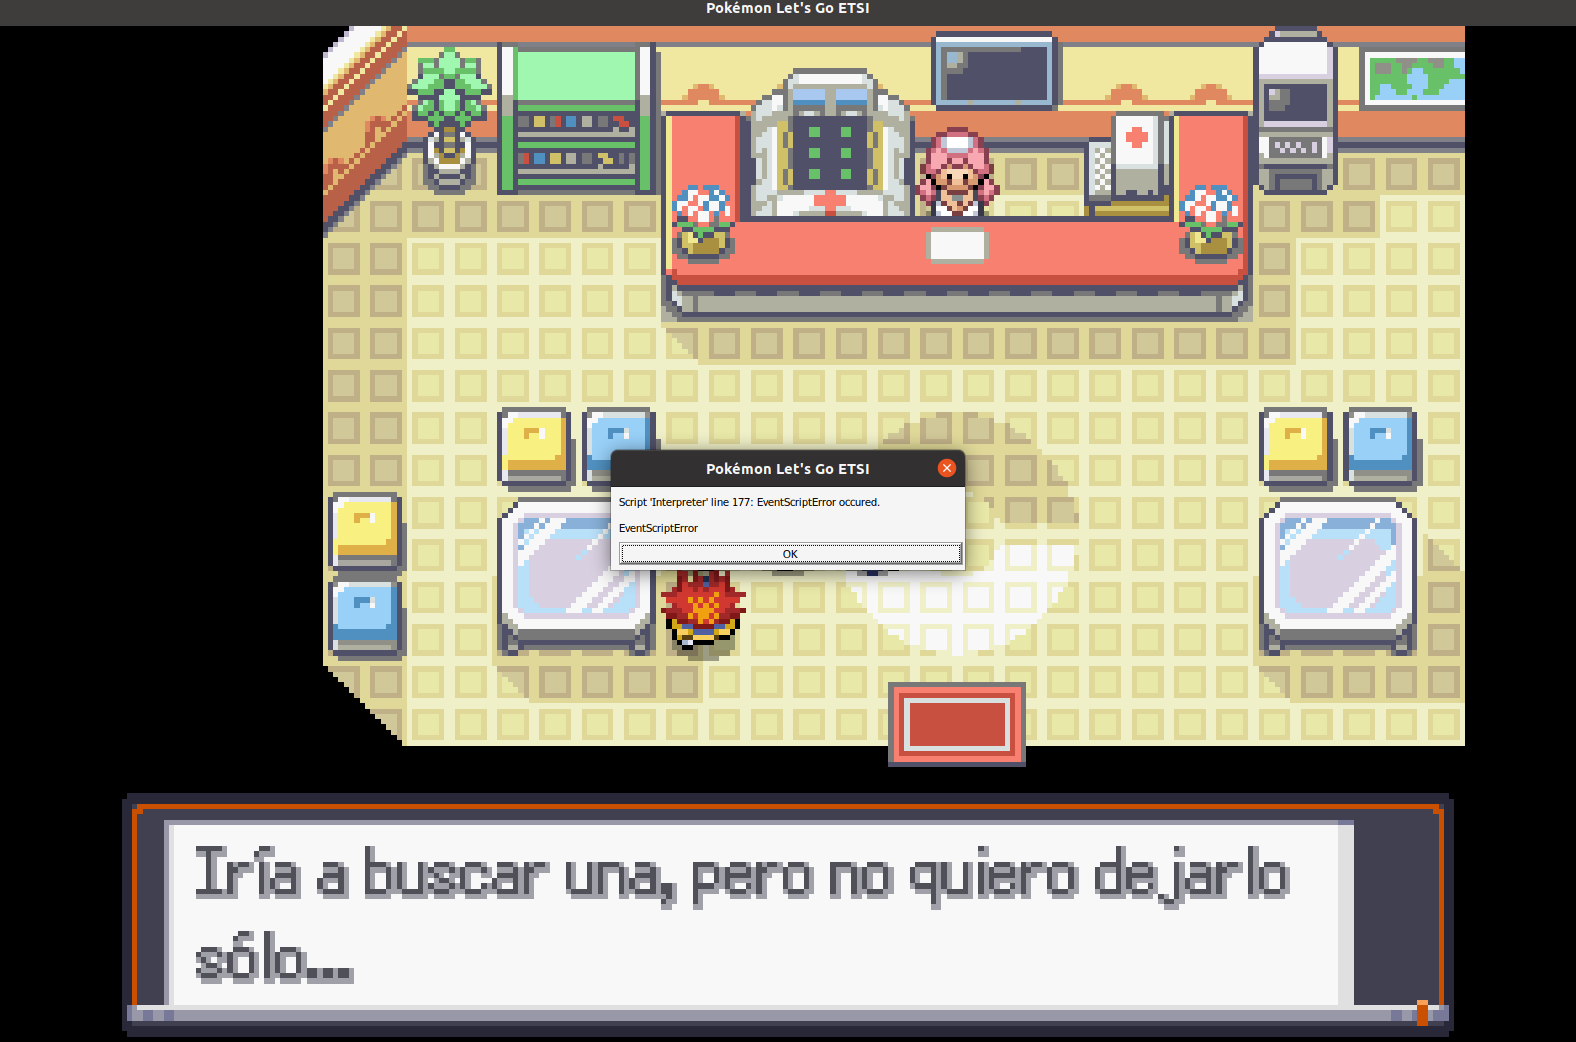 Pokémon Let's Go ETSI
Pokémon Let's Go ETSI
Script 'Interpreter' line 177: EventScriptError occured.
EventScriptError
OK
Iría a buscar una, pero no quiero dejarlo
sólo...